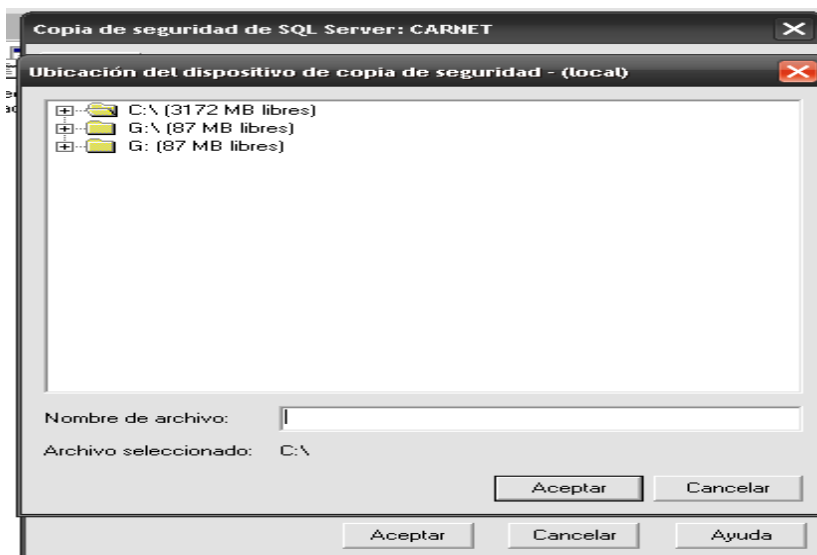 Copia de seguridad de SQL Server: CARNET
Ubicación del dispositivo de copia de seguridad - (local)
C:\ (3172 MB libres)
G:\ (87 MB libres)
G: (87 MB libres)
Nombre de archivo:
Archivo seleccionado: C:\
Aceptar Cancelar
Aceptar Cancelar Ayuda